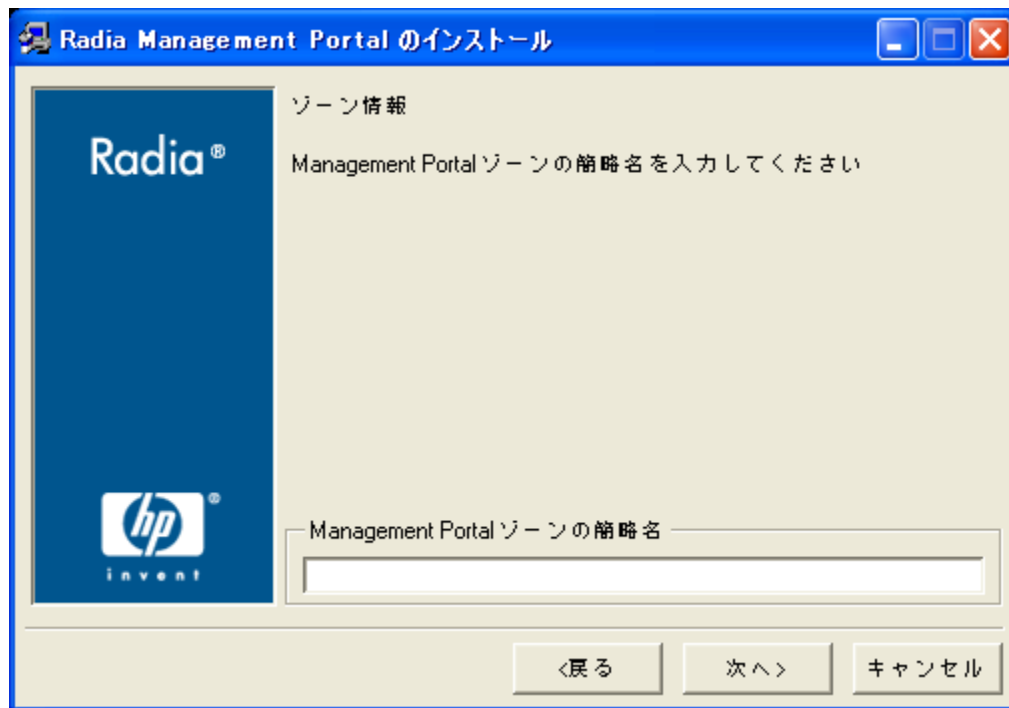 Radia Management Portal のインストール
Radia®
ゾーン情報
Management Portal ゾーンの簡略名を入力してください
hp®
invent
Management Portal ゾーンの簡略名
<戻る
次へ>
キャンセル